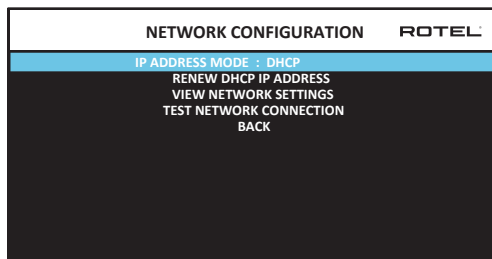 NETWORK CONFIGURATION ROTEL
IP ADDRESS MODE : DHCP
RENEW DHCP IP ADDRESS
VIEW NETWORK SETTINGS
TEST NETWORK CONNECTION
BACK